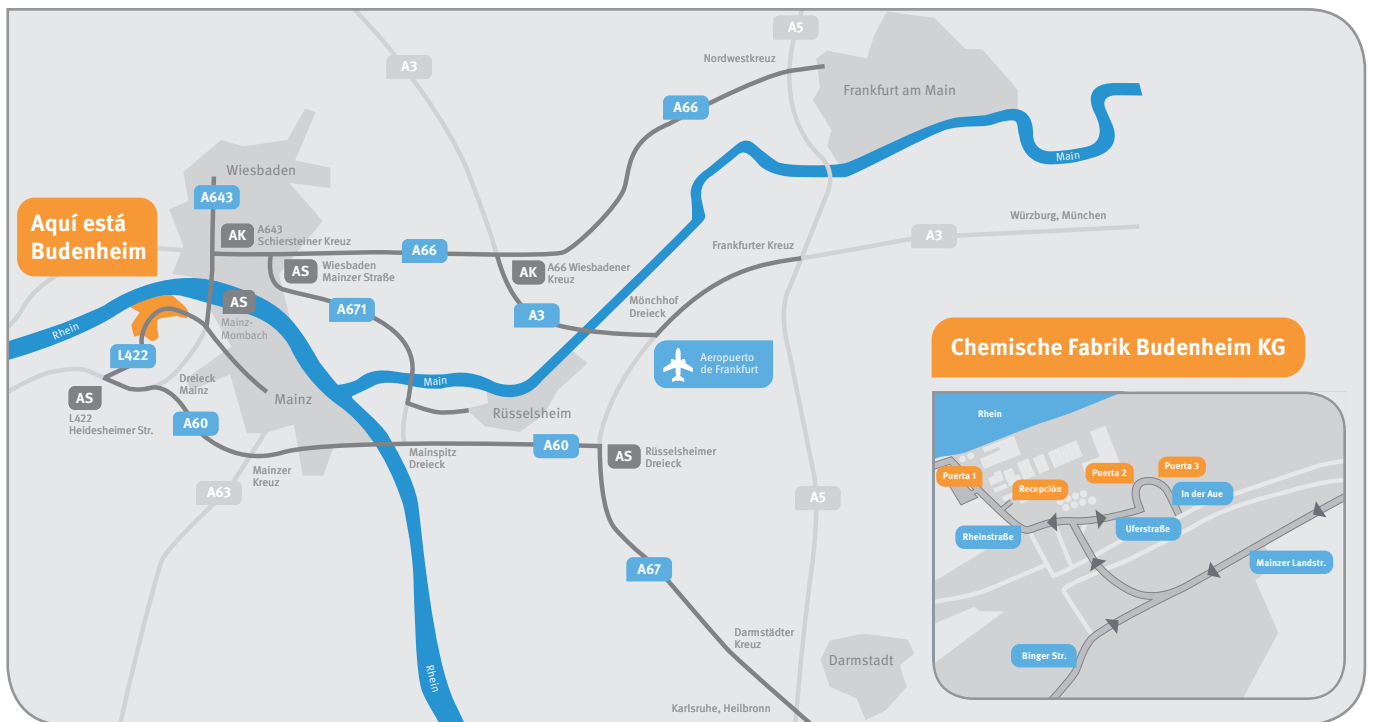 A5
Nordwestkreuz
A3
Frankfurt am Main
A66
Main
Wiesbaden
A643
Aquí está
Budenheim
AK
A643
Schiersteiner Kreuz
A66
Würzburg, München
A3
Frankfurter Kreuz
AS
Wiesbaden
Mainzer Straße
AK
A66 Wiesbadener
Kreuz
Mönchhof
Dreieck
AS
Mainz-
Mombach
A671
A3
Rhein
L422
Aeropuerto
de Frankfurt
Dreieck
Mainz
Main
AS
L422
Heidesheimer Str.
Mainz
Rüsselsheim
A60
Mainspitz
Dreieck
A60
AS
Rüsselsheimer
Dreieck
Mainzer
Kreuz
A63
A5
A67
Darmstädter
Kreuz
Darmstadt
Rhein
Karlsruhe, Heilbronn
Chemische Fabrik Budenheim KG
Rhein
Puerta 1
Recepción
Puerta 2
Puerta 3
In der Aue
Rheinstraße
Uferstraße
Mainzer Landstr.
Binger Str.